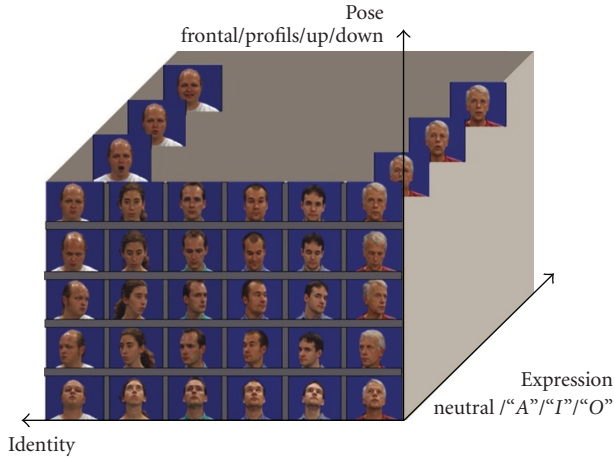 Pose
frontal/profils/up/down
Expression
neutral /“A”/“I”/“O”
Identity